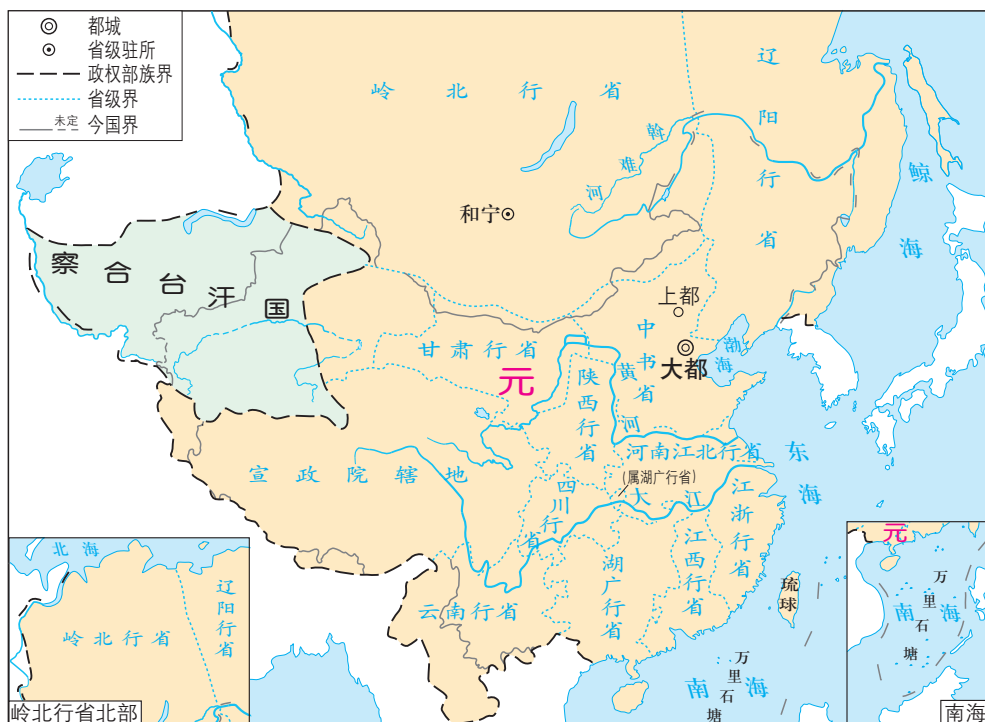 都城
省级驻所
政权部族界
省级界
未定 今国界
岭北行省
辽阳行省
斡难河
鲸海
和宁
察合台汗国
上都
中书省
渤海
大都
甘肃行省
元
陕西行省
黄河
河南江北行省
东海
宣政院辖地
(属湖广行省)
四川行省
大江
江浙行省
江西行省
湖广行省
云南行省
琉球
万里石塘
南海
北海
岭北行省
辽阳行省
岭北行省北部
元
万里石塘
南海
南海